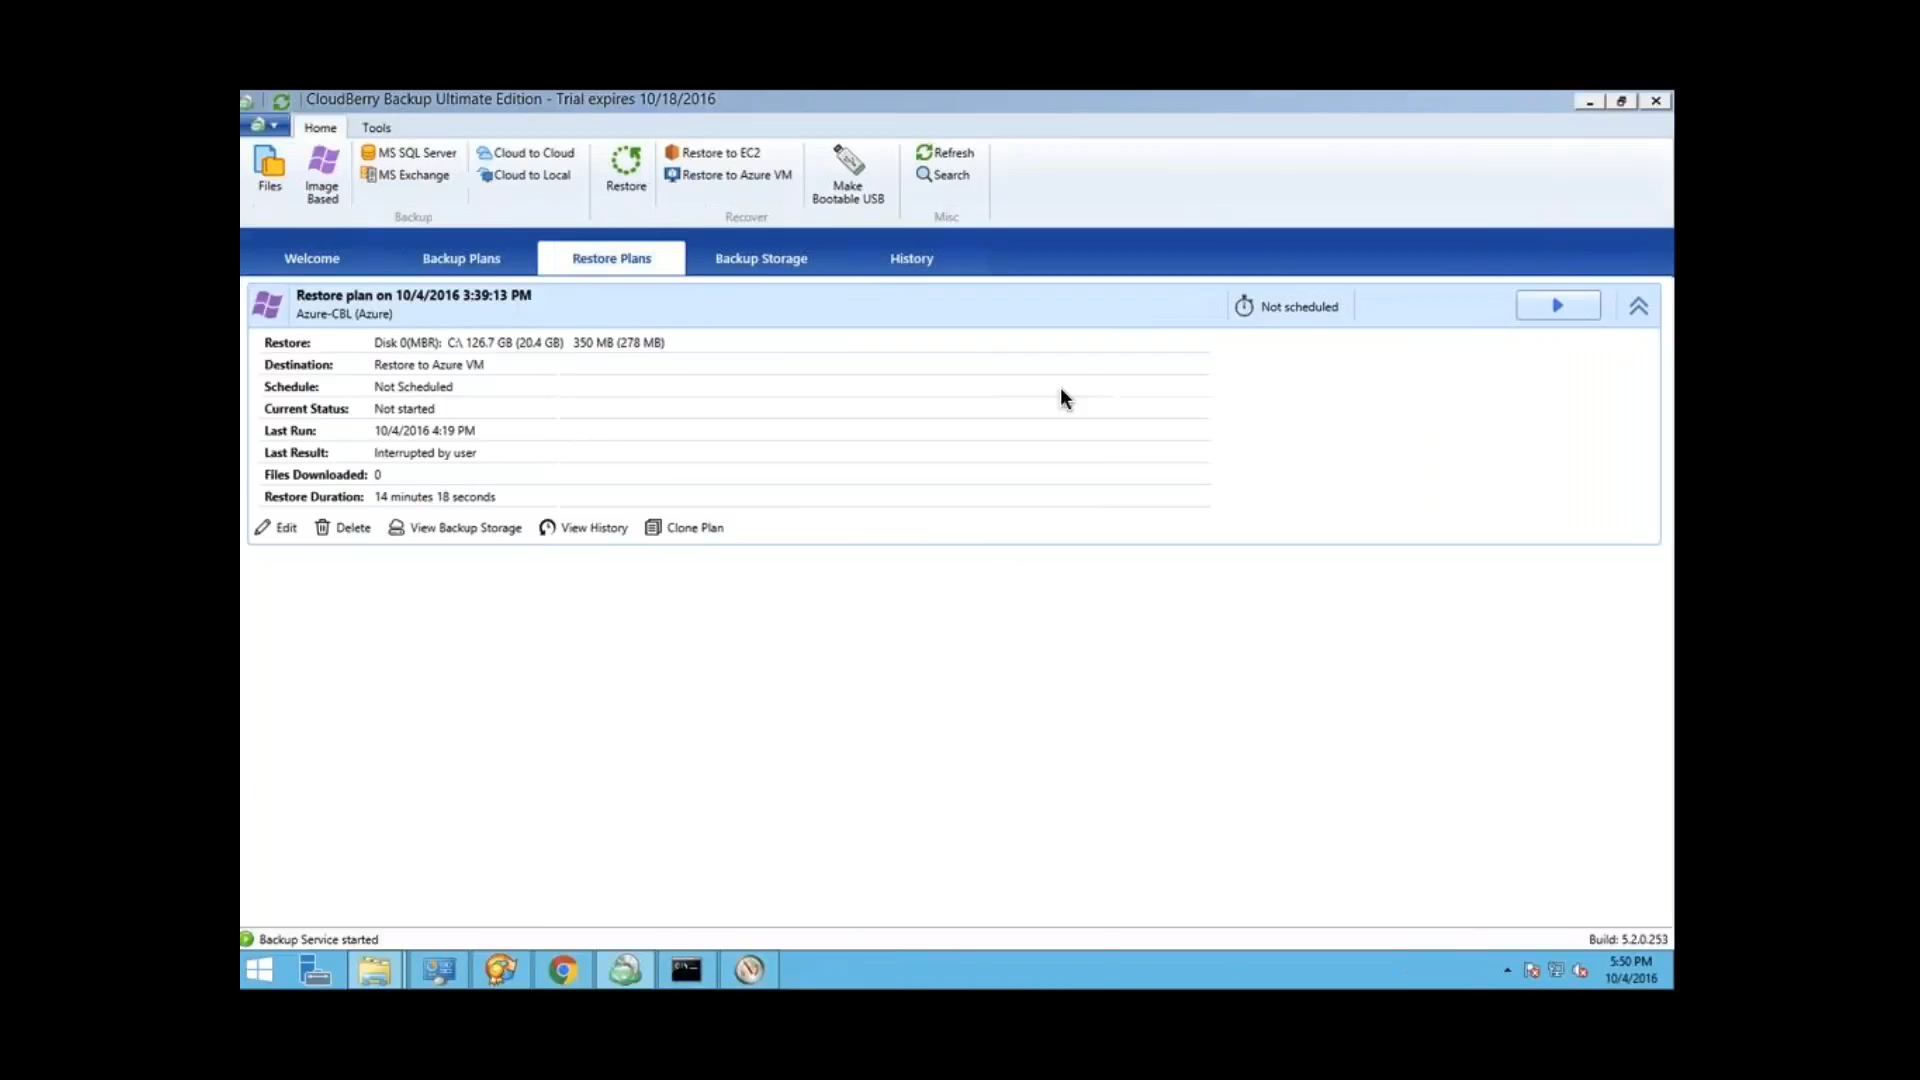 CloudBerry Backup Ultimate Edition - Trial expires 10/18/2016
Home Tools
Files
Image Based
MS SQL Server
MS Exchange
Cloud to Cloud
Cloud to Local
Backup
Restore
Restore to EC2
Restore to Azure VM
Recover
Make Bootable USB
Refresh
Search
Misc
Welcome Backup Plans Restore Plans Backup Storage History
Restore plan on 10/4/2016 3:39:13 PM
Azure-CBL (Azure)
Not scheduled
Restore: Disk 0(MBR): C:\ 126.7 GB (20.4 GB) 350 MB (278 MB)
Destination: Restore to Azure VM
Schedule: Not Scheduled
Current Status: Not started
Last Run: 10/4/2016 4:19 PM
Last Result: Interrupted by user
Files Downloaded: 0
Restore Duration: 14 minutes 18 seconds
Edit Delete View Backup Storage View History Clone Plan
Backup Service started
Build: 5.2.0.253
5:50 PM
10/4/2016